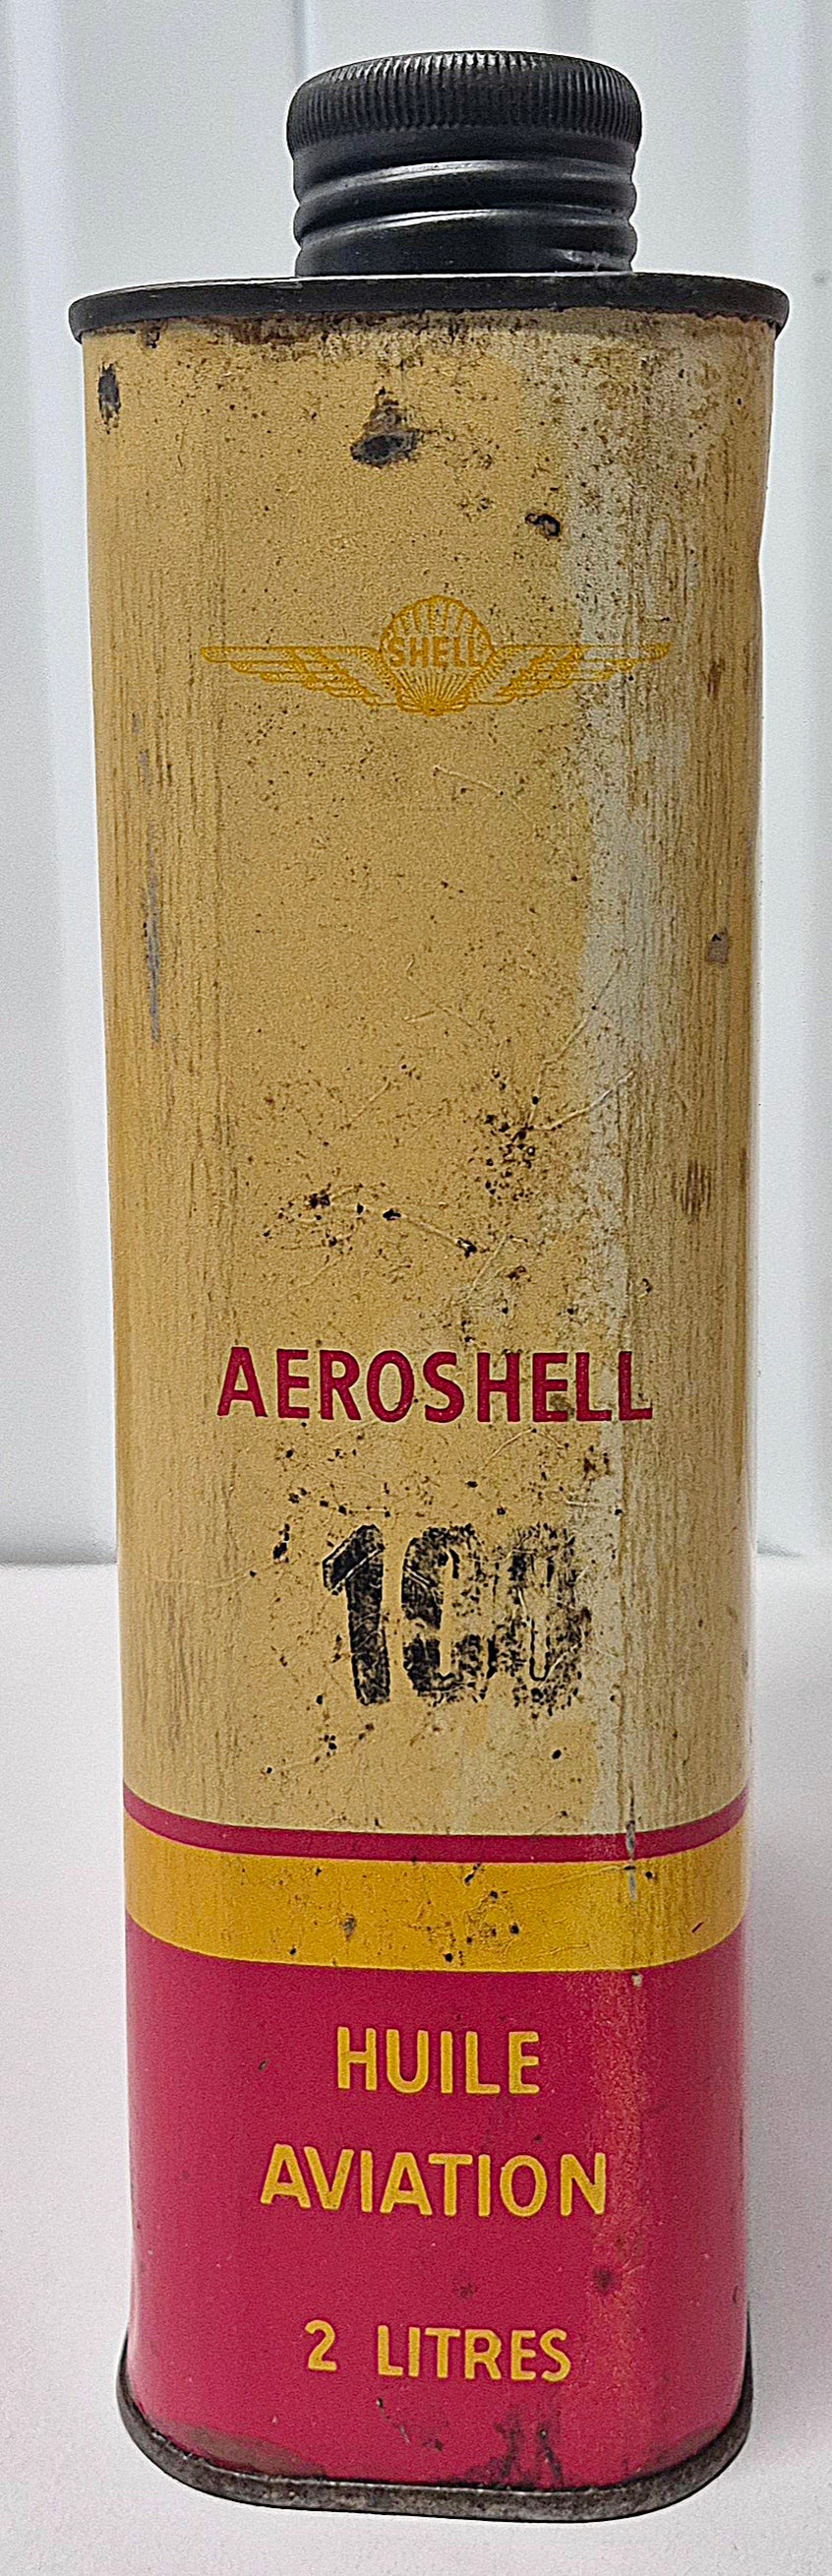 SHELL
AEROSHELL
100
HUILE
AVIATION
2 LITRES